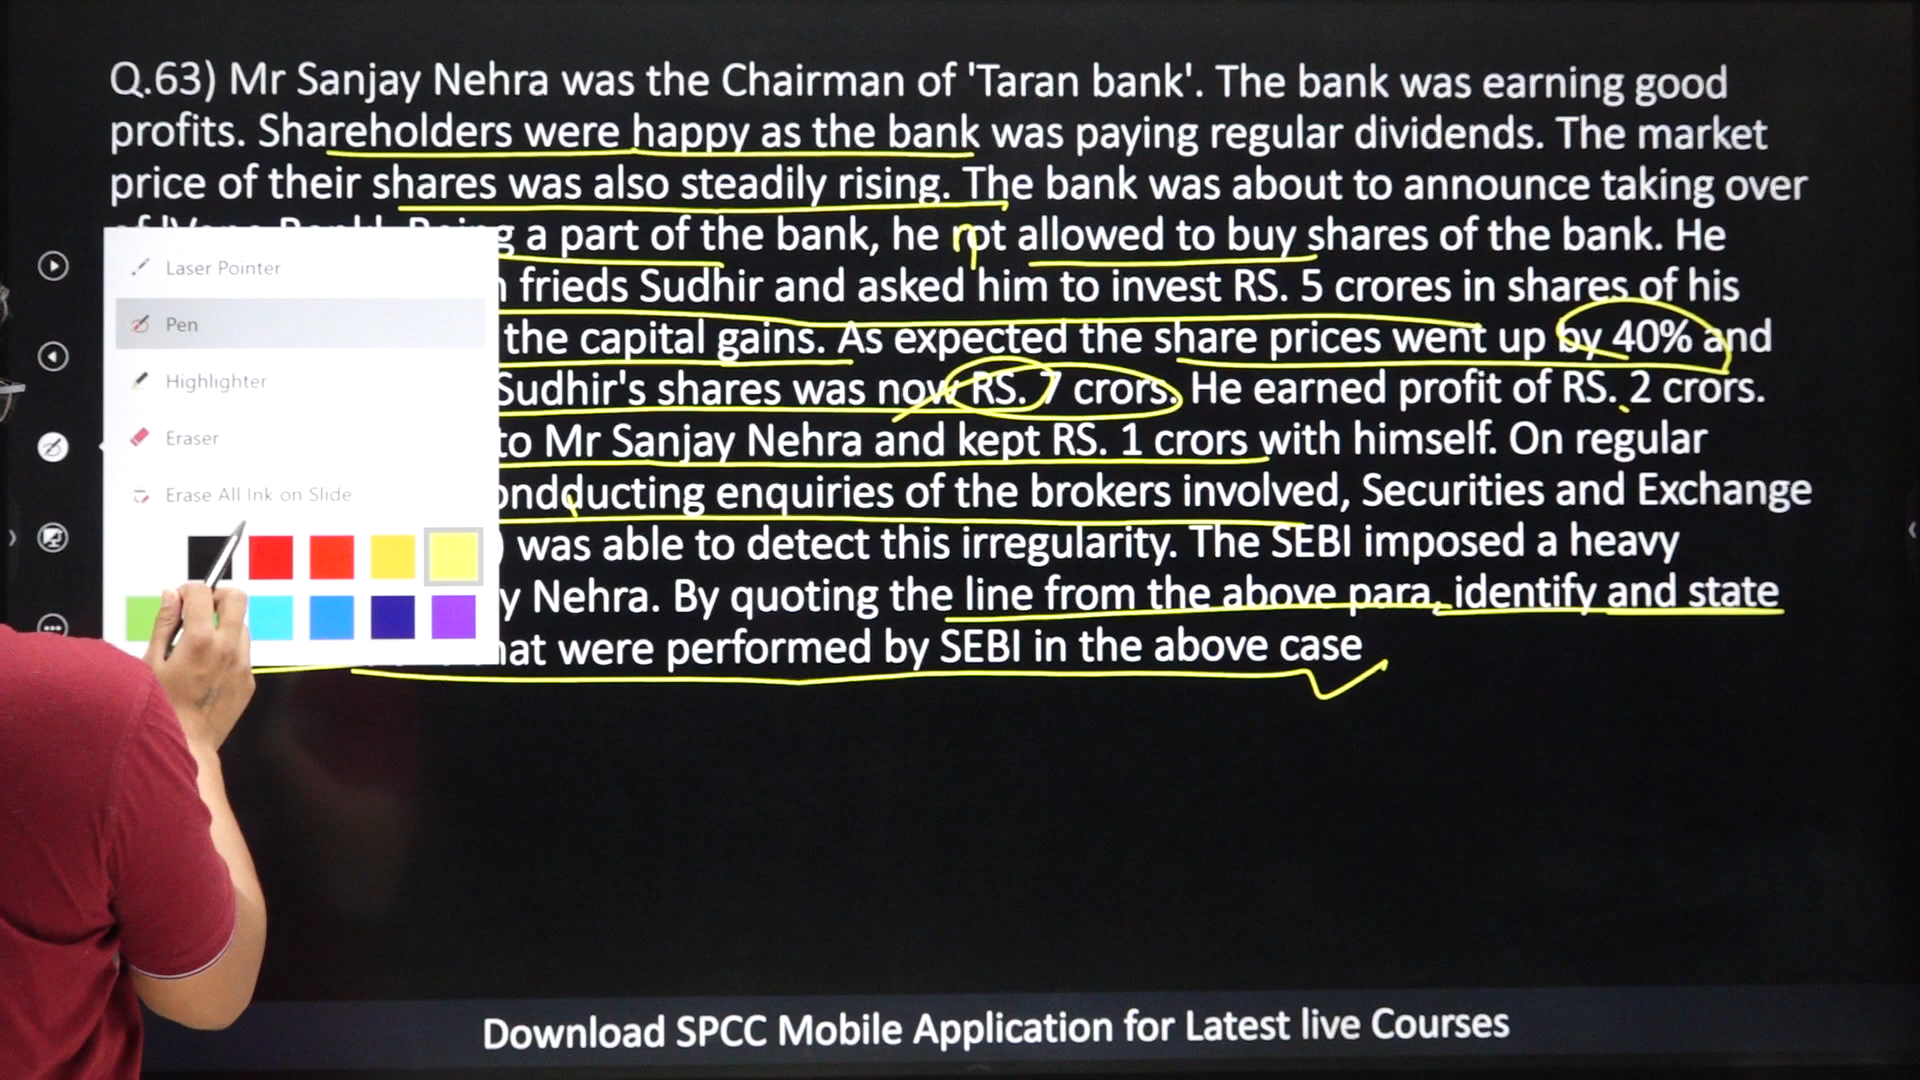 Q.63) Mr Sanjay Nehra was the Chairman of 'Taran bank'. The bank was earning good
profits. Shareholders were happy as the bank was paying regular dividends. The market
price of their shares was also steadily rising. The bank was about to announce taking over
a part of the bank, he not allowed to buy shares of the bank. He
frieds Sudhir and asked him to invest RS. 5 crores in shares of his
the capital gains. As expected the share prices went up by 40% and
Sudhir's shares was now RS. 7 crors. He earned profit of RS. 2 crors.
to Mr Sanjay Nehra and kept RS. 1 crors with himself. On regular
ondducting enquiries of the brokers involved, Securities and Exchange
) was able to detect this irregularity. The SEBI imposed a heavy
y Nehra. By quoting the line from the above para, identify and state
hat were performed by SEBI in the above case
Laser Pointer
Pen
Highlighter
Eraser
Erase All Ink on Slide
Download SPCC Mobile Application for Latest live Courses